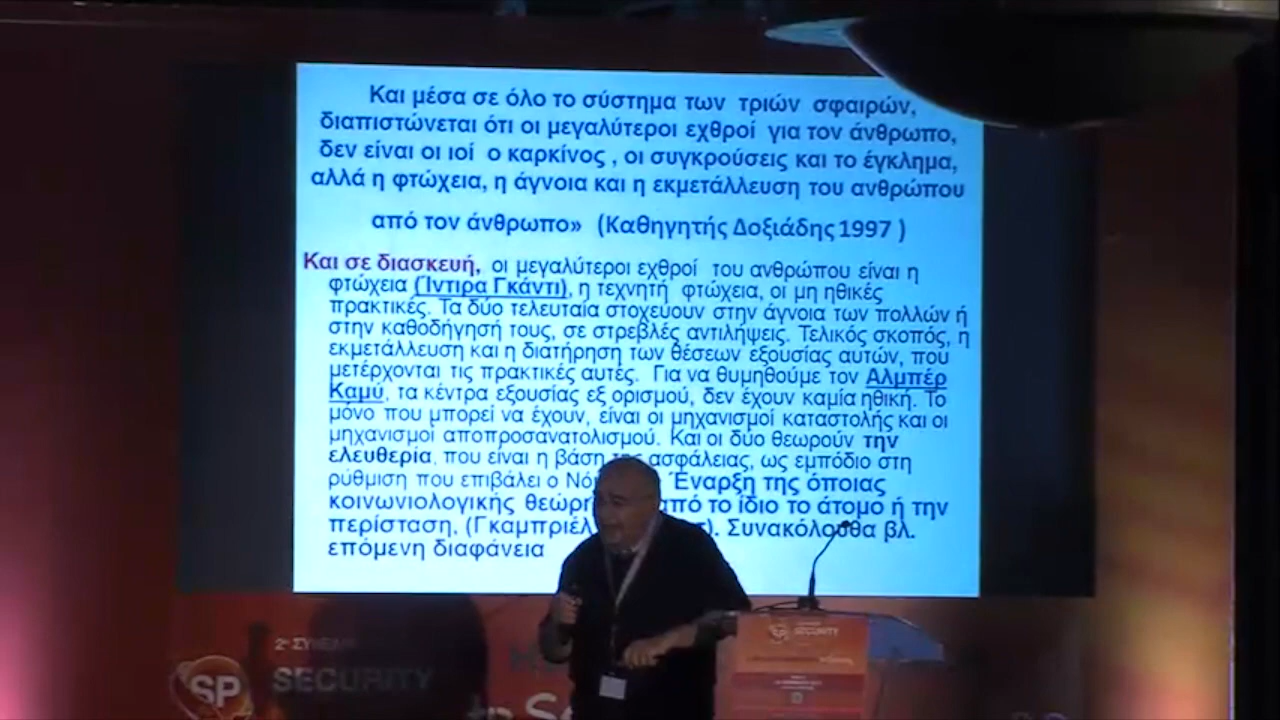 Και μέσα σε όλο το σύστημα των τριών σφαιρών,
διαπιστώνεται ότι οι μεγαλύτεροι εχθροί για τον άνθρωπο,
δεν είναι οι ιοί ο καρκίνος , οι συγκρούσεις και το έγκλημα,
αλλά η φτώχεια, η άγνοια και η εκμετάλλευση του ανθρώπου
από τον άνθρωπο» (Καθηγητής Δοξιάδης 1997 )
Και σε διασκευή, οι μεγαλύτεροι εχθροί του ανθρώπου είναι η
φτώχεια (Ίντιρα Γκάντι), η τεχνητή φτώχεια, οι μη ηθικές
πρακτικές. Τα δύο τελευταία στοχεύουν στην άγνοια των πολλών ή
στην καθοδήγησή τους, σε στρεβλές αντιλήψεις. Τελικός σκοπός, η
εκμετάλλευση και η διατήρηση των θέσεων εξουσίας αυτών, που
μετέρχονται τις πρακτικές αυτές. Για να θυμηθούμε τον Αλμπέρ
Καμύ, τα κέντρα εξουσίας εξ ορισμού, δεν έχουν καμία ηθική. Το
μόνο που μπορεί να έχουν, είναι οι μηχανισμοί καταστολής και οι
μηχανισμοί αποπροσανατολισμού. Και οι δύο θεωρούν την
ελευθερία, που είναι η βάση ασφάλειας, ως εμπόδιο στη
ρύθμιση που επιβάλει ο Έναρξη της όποιας
κοινωνιολογικής από το ίδιο το άτομο ή την
περίσταση, . Συνακόλουθα βλ.
επόμενη διαφάνεια
SP
SECURITY
SP SECURITY